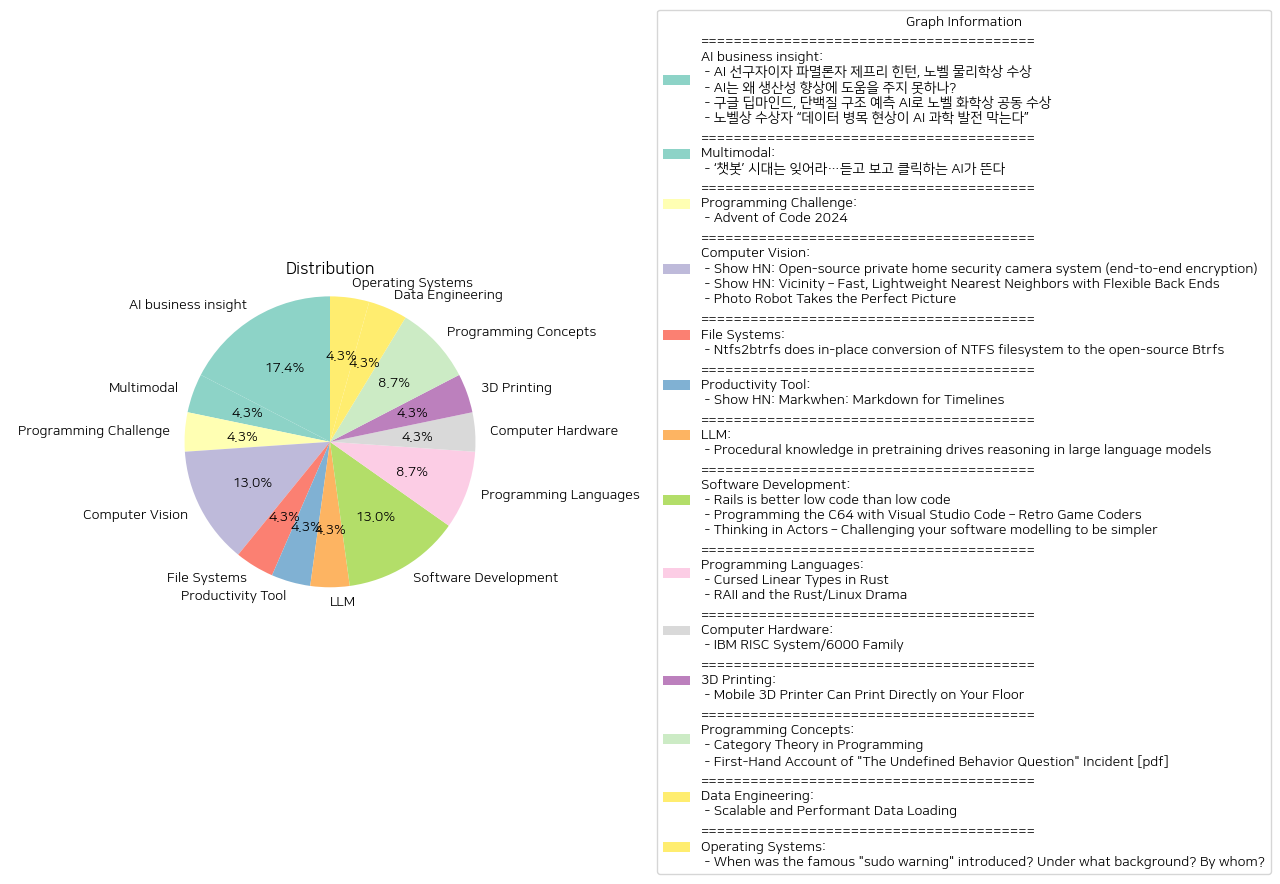 Distribution
Operating Systems
Data Engineering
AI business insight
Programming Concepts
4.3%
4.3%
17.4%
8.7%
Multimodal
3D Printing
4.3%
4.3%
Programming Challenge
4.3%
4.3%
Computer Hardware
8.7%
13.0%
Programming Languages
Computer Vision
4.3%
4.3%
4.3%
13.0%
File Systems
Software Development
Productivity Tool
LLM
Graph Information
========================================
AI business insight:
- AI 선구자이자 파멸론자 제프리 힌턴, 노벨 물리학상 수상
- AI는 왜 생산성 향상에 도움을 주지 못하나?
- 구글 딥마인드, 단백질 구조 예측 AI로 노벨 화학상 공동 수상
- 노벨상 수상자 “데이터 병목 현상이 AI 과학 발전 막는다”
========================================
Multimodal:
- ‘챗봇’ 시대는 잊어라…듣고 보고 클릭하는 AI가 뜬다
========================================
Programming Challenge:
- Advent of Code 2024
========================================
Computer Vision:
- Show HN: Open-source private home security camera system (end-to-end encryption)
- Show HN: Vicinity – Fast, Lightweight Nearest Neighbors with Flexible Back Ends
- Photo Robot Takes the Perfect Picture
========================================
File Systems:
- Ntfs2btrfs does in-place conversion of NTFS filesystem to the open-source Btrfs
========================================
Productivity Tool:
- Show HN: Markwhen: Markdown for Timelines
========================================
LLM:
- Procedural knowledge in pretraining drives reasoning in large language models
========================================
Software Development:
- Rails is better low code than low code
- Programming the C64 with Visual Studio Code – Retro Game Coders
- Thinking in Actors – Challenging your software modelling to be simpler
========================================
Programming Languages:
- Cursed Linear Types in Rust
- RAII and the Rust/Linux Drama
========================================
Computer Hardware:
- IBM RISC System/6000 Family
========================================
3D Printing:
- Mobile 3D Printer Can Print Directly on Your Floor
========================================
Programming Concepts:
- Category Theory in Programming
- First-Hand Account of "The Undefined Behavior Question" Incident [pdf]
========================================
Data Engineering:
- Scalable and Performant Data Loading
========================================
Operating Systems:
- When was the famous "sudo warning" introduced? Under what background? By whom?